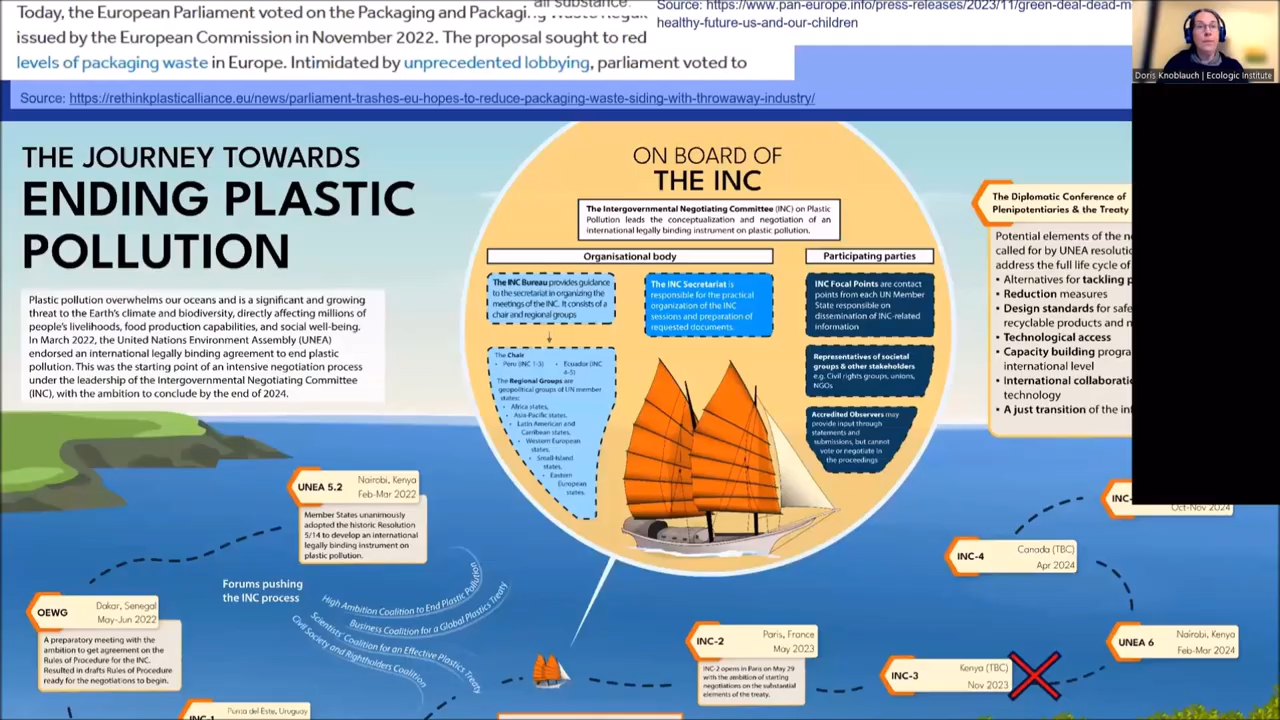 Today, the European Parliament voted on the Packaging and Packagi
all substance.
issued by the European Commission in November 2022. The proposal sought to red
levels of packaging waste in Europe. Intimidated by unprecedented lobbying, parliament voted to
Source: https://www.pan-europe.info/press-releases/2023/11/green-deal-dead-m
healthy-future-us-and-our-children
Source: https://rethinkplasticalliance.eu/news/parliament-trashes-eu-hopes-to-reduce-packaging-waste-siding-with-throwaway-industry/
Doris Knoblauch | Ecologic Institute
THE JOURNEY TOWARDS
ENDING PLASTIC
POLLUTION
Plastic pollution overwhelms our oceans and is a significant and growing
threat to the Earth's climate and biodiversity, directly affecting millions of
people's livelihoods, food production capabilities, and social well-being.
In March 2022, the United Nations Environment Assembly (UNEA)
endorsed an international legally binding agreement to end plastic
pollution. This was the starting point of an intensive negotiation process
under the leadership of the Intergovernmental Negotiating Committee
(INC), with the ambition to conclude by the end of 2024.
ON BOARD OF
THE INC
The Intergovernmental Negotiating Committee (INC) on Plastic
Pollution leads the conceptualization and negotiation of an
international legally binding instrument on plastic pollution.
Organisational body
The INC Bureau provides guidance
to the secretariat in organizing the
meetings of the INC. It consists of a
chair and regional groups
The Chair
• Peru (INC 1-3)
• Ecuador (INC
4-5)
The Regional Groups are
geopolitical groups of UN member
states:
• Africa states,
• Asia-Pacific states,
• Latin American and
Carribean states,
• Western European
states,
• Small-Island
states,
• Eastern
European
states.
The INC Secretariat is
responsible for the practical
organization of the INC
sessions and preparation of
requested documents.
Participating parties
INC Focal Points are contact
points from each UN Member
State responsible on
dissemination of INC-related
information
Representatives of societal
groups & other stakeholders
e.g. Civil rights groups, unions,
NGOs
Accredited Observers may
provide input through
statements and
submissions, but cannot
vote or negotiate in
the proceedings
The Diplomatic Conference of
Plenipotentiaries & the Treaty
Potential elements of the n
called for by UNEA resoluti
address the full life cycle of
• Alternatives for tackling p
• Reduction measures
• Design standards for safe
recyclable products and n
• Technological access
• Capacity building progra
international level
• International collaboratio
technology
• A just transition of the in
UNEA 5.2
Nairobi, Kenya
Feb-Mar 2022
Member States unanimously
adopted the historic Resolution
5/14 to develop an international
legally binding instrument on
plastic pollution.
Forums pushing
the INC process
High Ambition Coalition to End Plastic Pollution
Business Coalition for a Global Plastics Treaty
Scientists' Coalition for an Effective Plastics Treaty
Civil Society and Rightholders Coalition
OEWG
Dakar, Senegal
May-Jun 2022
A preparatory meeting with the
ambition to get agreement on the
Rules of Procedure for the INC.
Resulted in drafts Rules of Procedure
ready for the negotiations to begin.
INC-1
Punta del Este, Uruguay
INC-2
Paris, France
May 2023
INC-2 opens in Paris on May 29
with the ambition of starting
negotiations on the substantial
elements of the treaty.
INC-3
Kenya (TBC)
Nov 2023
UNEA 6
Nairobi, Kenya
Feb-Mar 2024
INC-4
Canada (TBC)
Apr 2024
INC-
Oct-Nov 2024